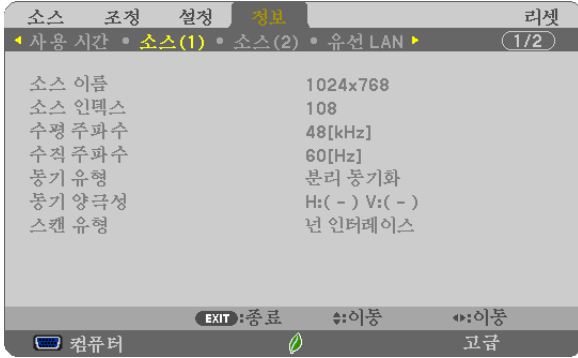 소스 조정 설정 정보 리셋
사용 시간 • 소스(1) • 소스(2) • 유선 LAN 1/2
소스 이름 1024x768
소스 인덱스 108
수평 주파수 48[kHz]
수직 주파수 60[Hz]
동기 유형 분리 동기화
동기 양극성 H:( - ) V:( - )
스캔 유형 넌 인터레이스
EXIT :종료 :이동 :이동
컴퓨터 고급